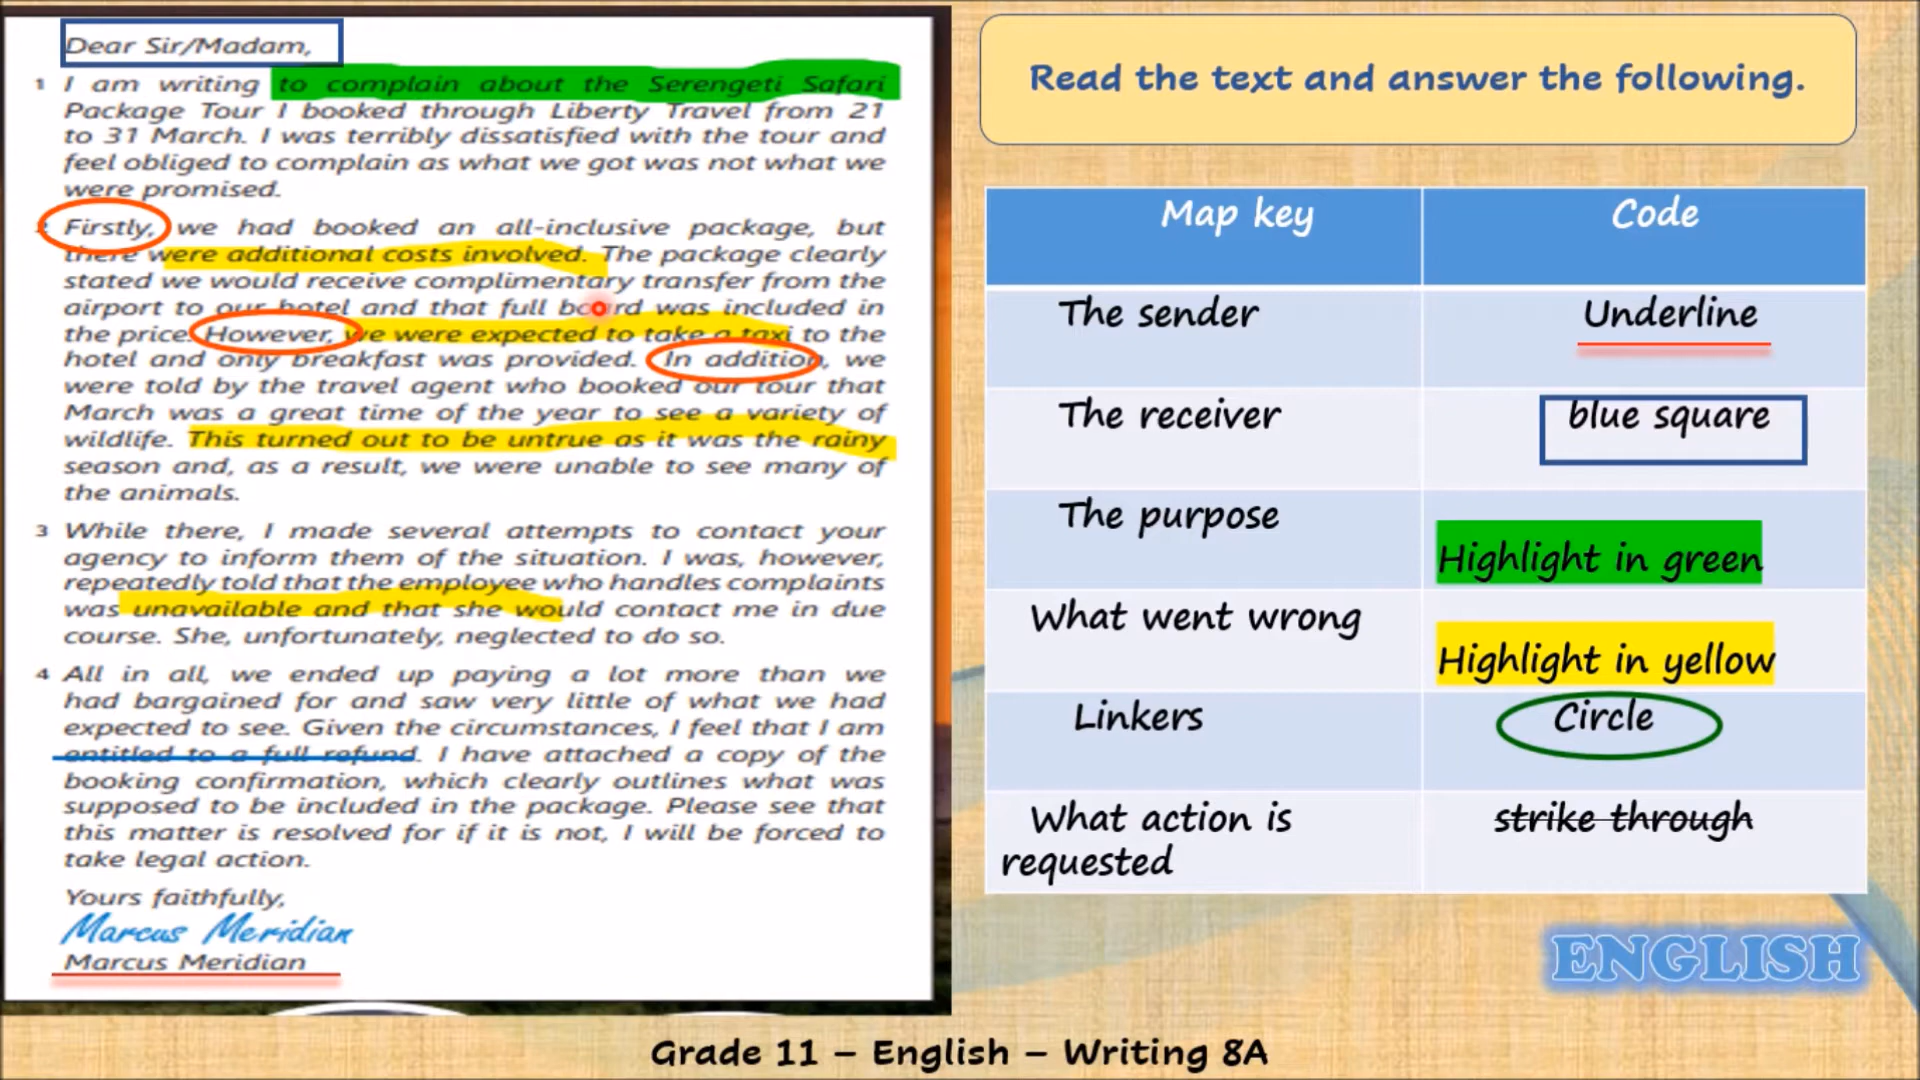 Dear Sir/Madam,
1 I am writing to complain about the Serengeti Safari
Package Tour I booked through Liberty Travel from 21
to 31 March. I was terribly dissatisfied with the tour and
feel obliged to complain as what we got was not what we
were promised.
2 Firstly, we had booked an all-inclusive package, but
there were additional costs involved. The package clearly
stated we would receive complimentary transfer from the
airport to our hotel and that full board was included in
the price. However, we were expected to take a taxi to the
hotel and only breakfast was provided. In addition, we
were told by the travel agent who booked our tour that
March was a great time of the year to see a variety of
wildlife. This turned out to be untrue as it was the rainy
season and, as a result, we were unable to see many of
the animals.
3 While there, I made several attempts to contact your
agency to inform them of the situation. I was, however,
repeatedly told that the employee who handles complaints
was unavailable and that she would contact me in due
course. She, unfortunately, neglected to do so.
4 All in all, we ended up paying a lot more than we
had bargained for and saw very little of what we had
expected to see. Given the circumstances, I feel that I am
entitled to a full refund. I have attached a copy of the
booking confirmation, which clearly outlines what was
supposed to be included in the package. Please see that
this matter is resolved for if it is not, I will be forced to
take legal action.
Yours faithfully,
Marcus Meridian
Marcus Meridian
Read the text and answer the following.
Map key Code
The sender Underline
The receiver blue square
The purpose Highlight in green
What went wrong Highlight in yellow
Linkers Circle
What action is strike through
requested
ENGLISH
Grade 11 – English – Writing 8A